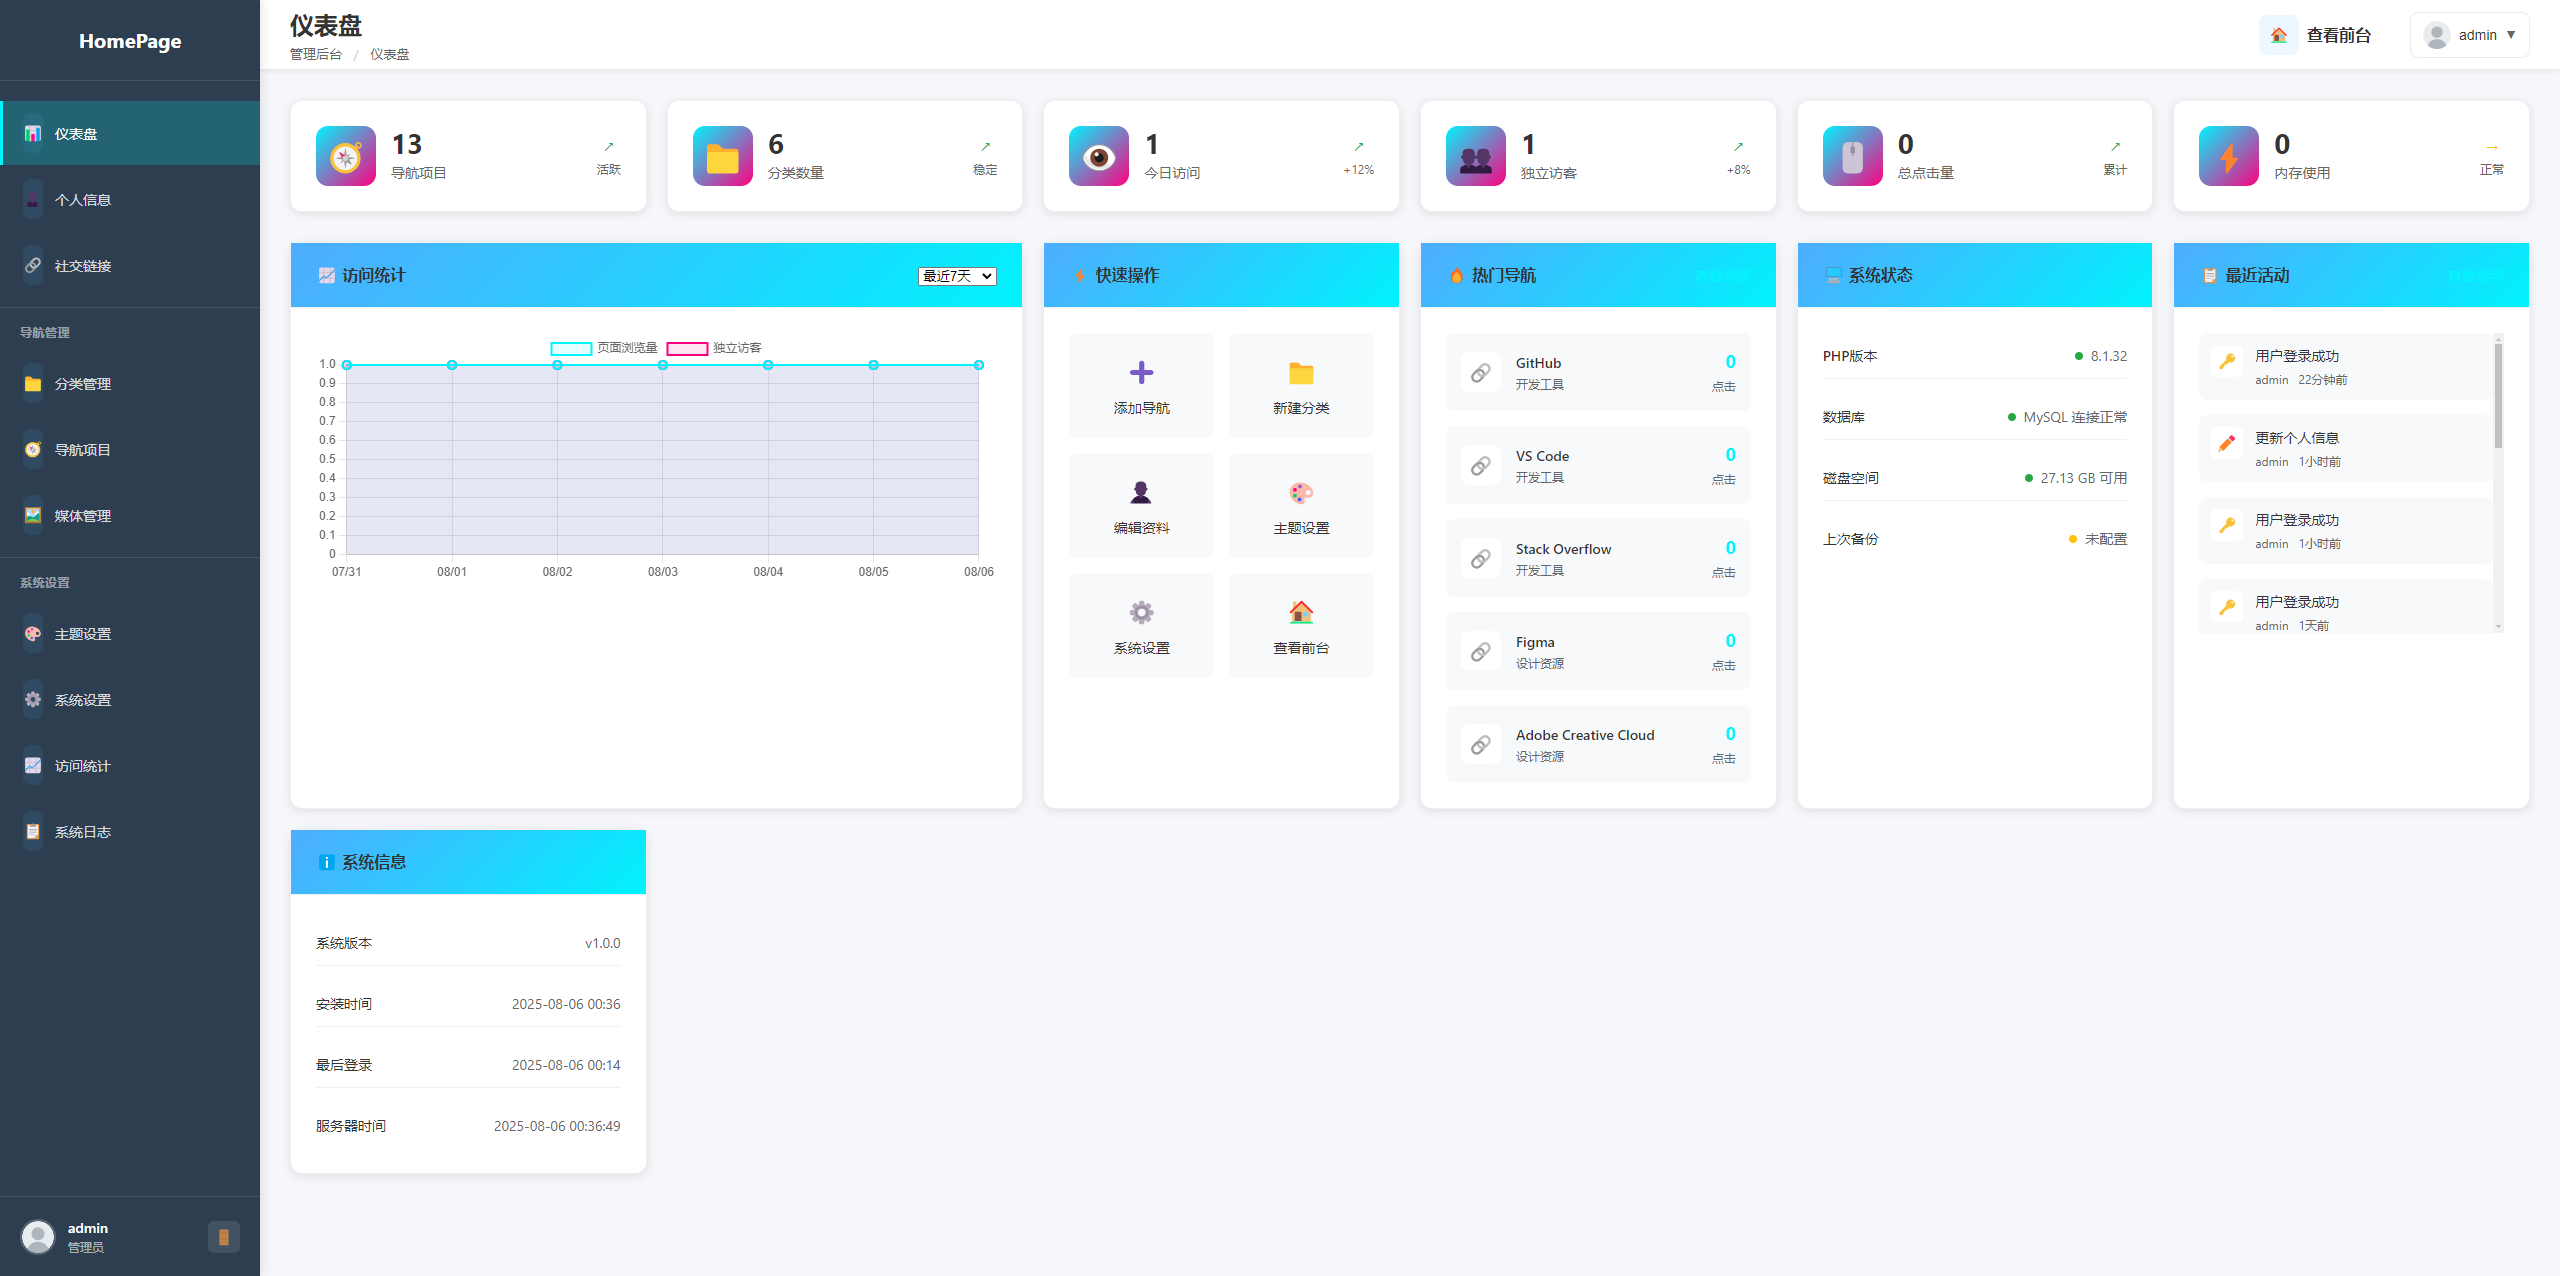 HomePage
仪表盘
个人信息
社交链接
导航管理
分类管理
导航项目
媒体管理
系统设置
主题设置
系统设置
访问统计
系统日志
admin
管理员
仪表盘
管理后台 / 仪表盘
查看前台
admin ▼
13
导航项目
↗
活跃
6
分类数量
↗
稳定
1
今日访问
↗
+12%
1
独立访客
↗
+8%
0
总点击量
↗
累计
0
内存使用
→
正常
访问统计
最近7天
页面浏览量 独立访客
1.0
0.9
0.8
0.7
0.6
0.5
0.4
0.3
0.2
0.1
0
07/31 08/01 08/02 08/03 08/04 08/05 08/06
快速操作
添加导航 新建分类
编辑资料 主题设置
系统设置 查看前台
热门导航 查看全部
GitHub 0
开发工具 点击
VS Code 0
开发工具 点击
Stack Overflow 0
开发工具 点击
Figma 0
设计资源 点击
Adobe Creative Cloud 0
设计资源 点击
系统状态
PHP版本 8.1.32
数据库 MySQL 连接正常
磁盘空间 27.13 GB 可用
上次备份 未配置
最近活动 查看全部
用户登录成功
admin 22分钟前
更新个人信息
admin 1小时前
用户登录成功
admin 1小时前
用户登录成功
admin 1天前
系统信息
系统版本 v1.0.0
安装时间 2025-08-06 00:36
最后登录 2025-08-06 00:14
服务器时间 2025-08-06 00:36:49